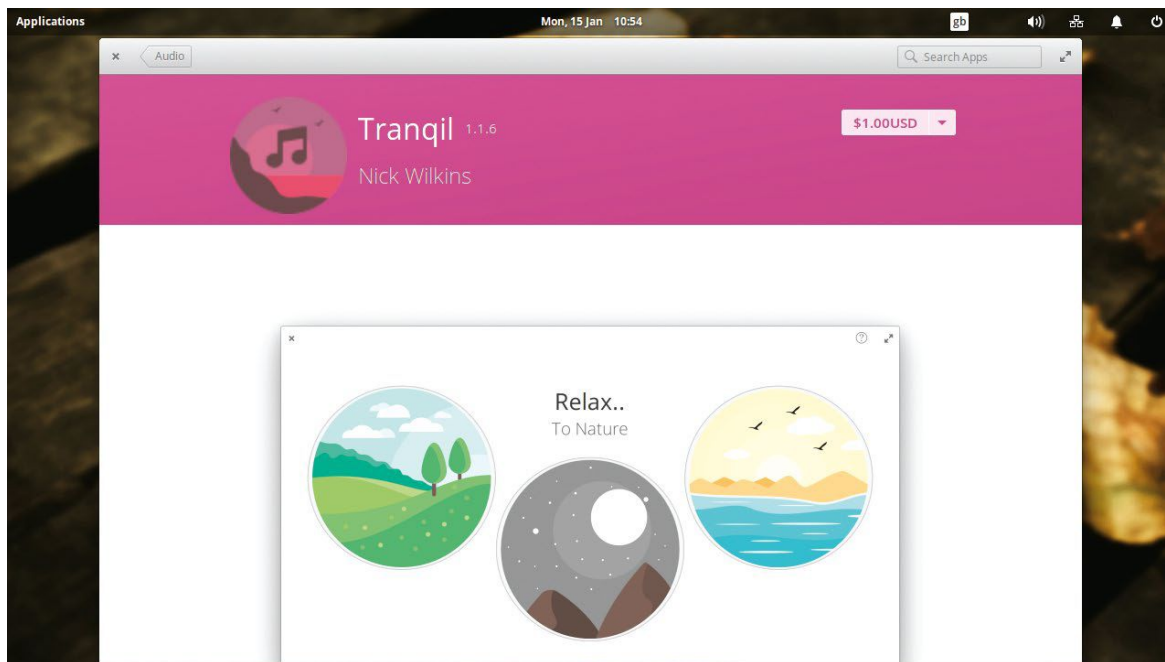 Applications
Mon, 15 Jan 10:54
gb
Audio
Search Apps
Tranqil 1.1.6
$1.00USD
Nick Wilkins
Relax..
To Nature